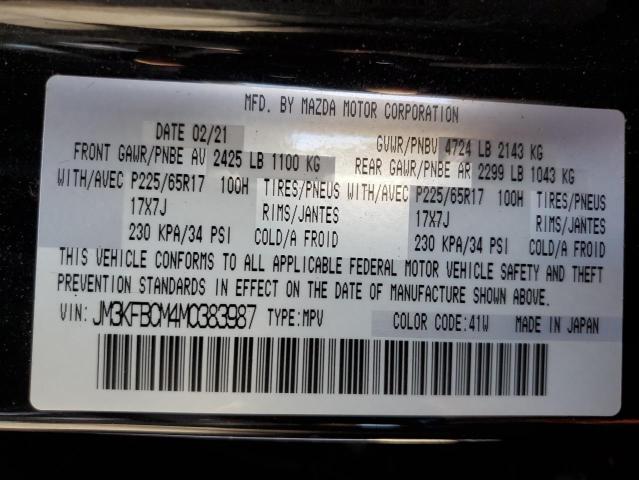 MFD. BY MAZDA MOTOR CORPORATION
DATE 02/21 GVWR/PNBV 4724 LB 2143 KG
FRONT GAWR/PNBE AV 2425 LB 1100 KG REAR GAWR/PNBE AR 2299 LB 1043 KG
WITH/AVEC P225/65R17 100H TIRES/PNEUS WITH/AVEC P225/65R17 100H TIRES/PNEUS
17X7J RIMS/JANTES 17X7J RIMS/JANTES
230 KPA/34 PSI COLD/A FROID 230 KPA/34 PSI COLD/A FROID
THIS VEHICLE CONFORMS TO ALL APPLICABLE FEDERAL MOTOR VEHICLE SAFETY AND THEFT
PREVENTION STANDARDS IN EFFECT ON THE DATE OF MANUFACTURE SHOWN ABOVE.
VIN: JM3KFBCM4M0383987 TYPE:MPV COLOR CODE:41W MADE IN JAPAN